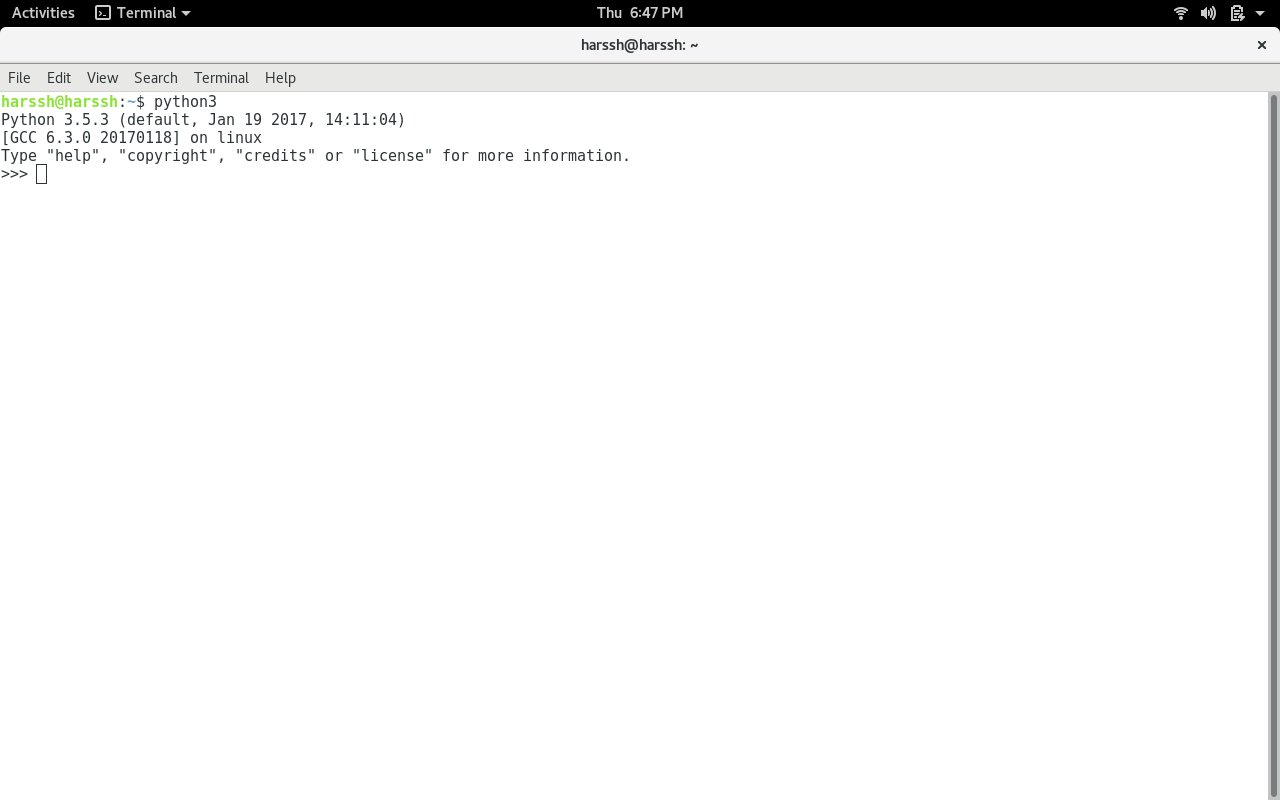 Activities Terminal Thu 6:47 PM
harssh@harssh: ~ ×
File Edit View Search Terminal Help
harssh@harssh:~$ python3
Python 3.5.3 (default, Jan 19 2017, 14:11:04)
[GCC 6.3.0 20170118] on linux
Type "help", "copyright", "credits" or "license" for more information.
>>>